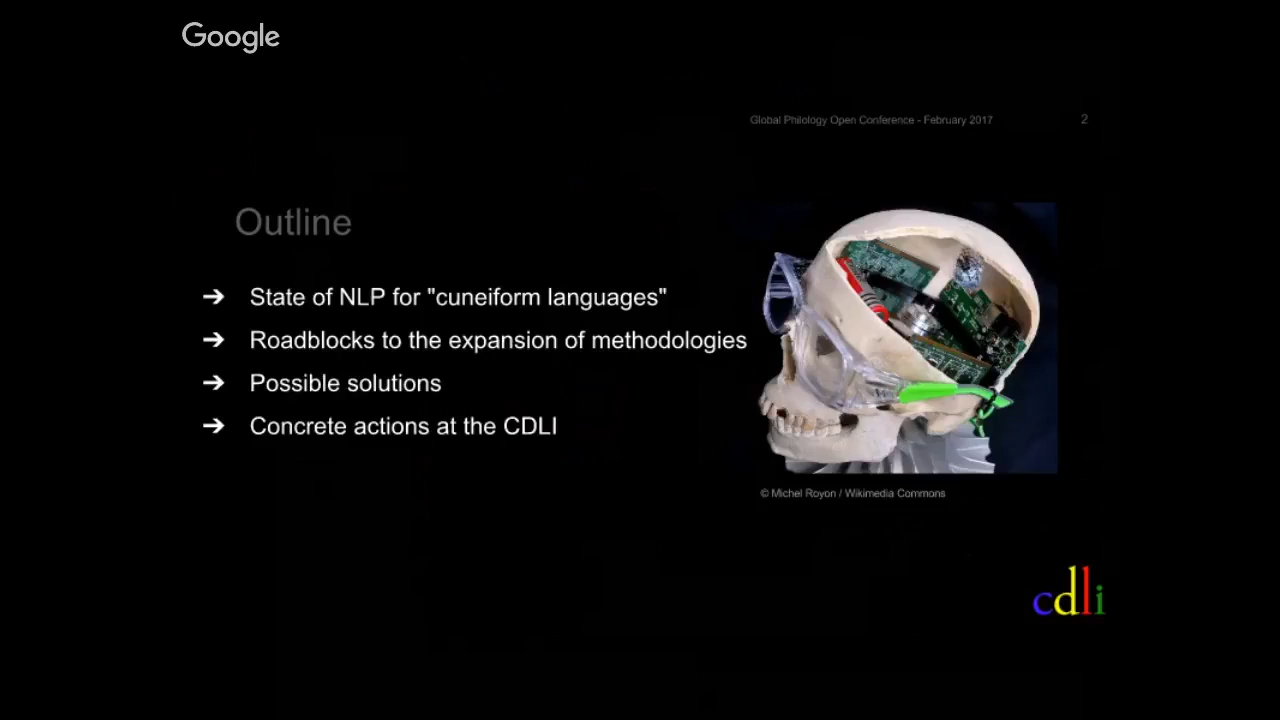 Google
Global Philology Open Conference - February 2017 2
Outline
➔ State of NLP for "cuneiform languages"
➔ Roadblocks to the expansion of methodologies
➔ Possible solutions
➔ Concrete actions at the CDLI
© Michel Royon / Wikimedia Commons
cdli